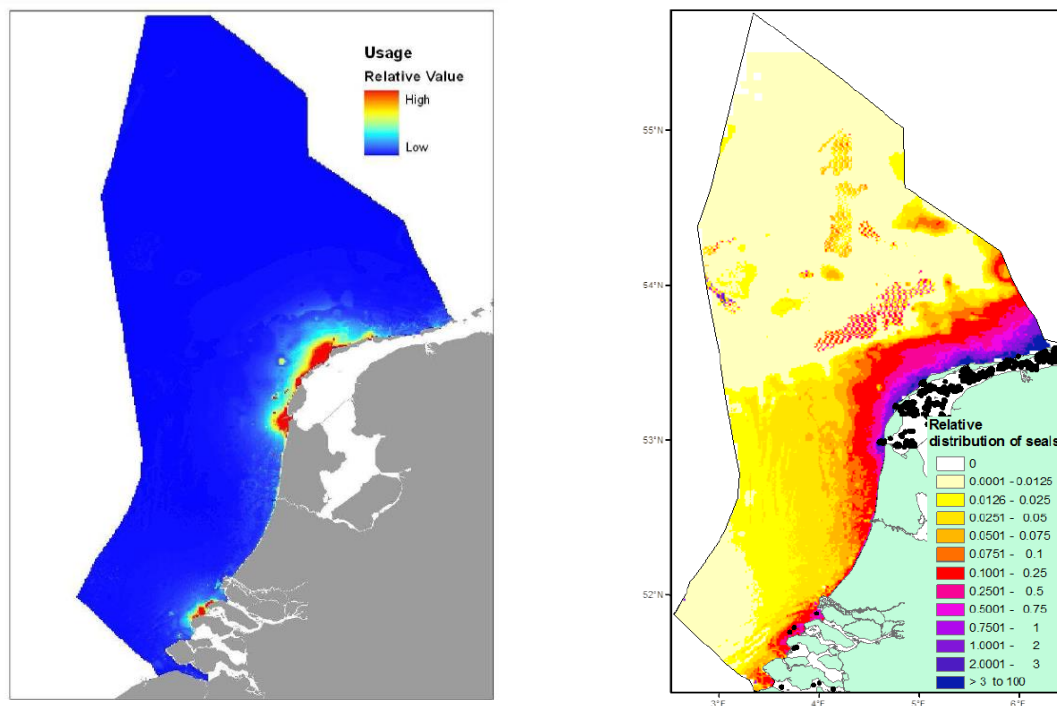 Usage
Relative Value
High
Low
55°N
54°N
53°N
52°N
Relative
distribution of seals
0
0.0001 - 0.0125
0.0126 - 0.025
0.0251 - 0.05
0.0501 - 0.075
0.0751 - 0.1
0.1001 - 0.25
0.2501 - 0.5
0.5001 - 0.75
0.7501 - 1
1.0001 - 2
2.0001 - 3
> 3 to 100
3°E
4°E
5°E
6°E